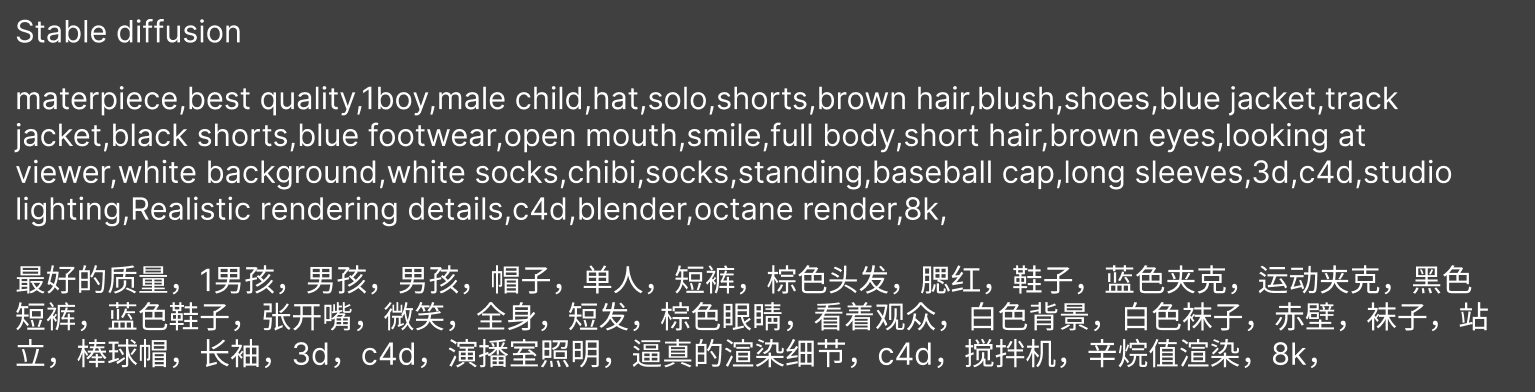 Stable diffusion
materpiece,best quality,1boy,male child,hat,solo,shorts,brown hair,blush,shoes,blue jacket,track
jacket,black shorts,blue footwear,open mouth,smile,full body,short hair,brown eyes,looking at
viewer,white background,white socks,chibi,socks,standing,baseball cap,long sleeves,3d,c4d,studio
lighting,Realistic rendering details,c4d,blender,octane render,8k,
最好的质量，1男孩，男孩，男孩，帽子，单人，短裤，棕色头发，腮红，鞋子，蓝色夹克，运动夹克，黑色
短裤，蓝色鞋子，张开嘴，微笑，全身，短发，棕色眼睛，看着观众，白色背景，白色袜子，赤壁，袜子，站
立，棒球帽，长袖，3d，c4d，演播室照明，逼真的渲染细节，c4d，搅拌机，辛烷值渲染，8k，